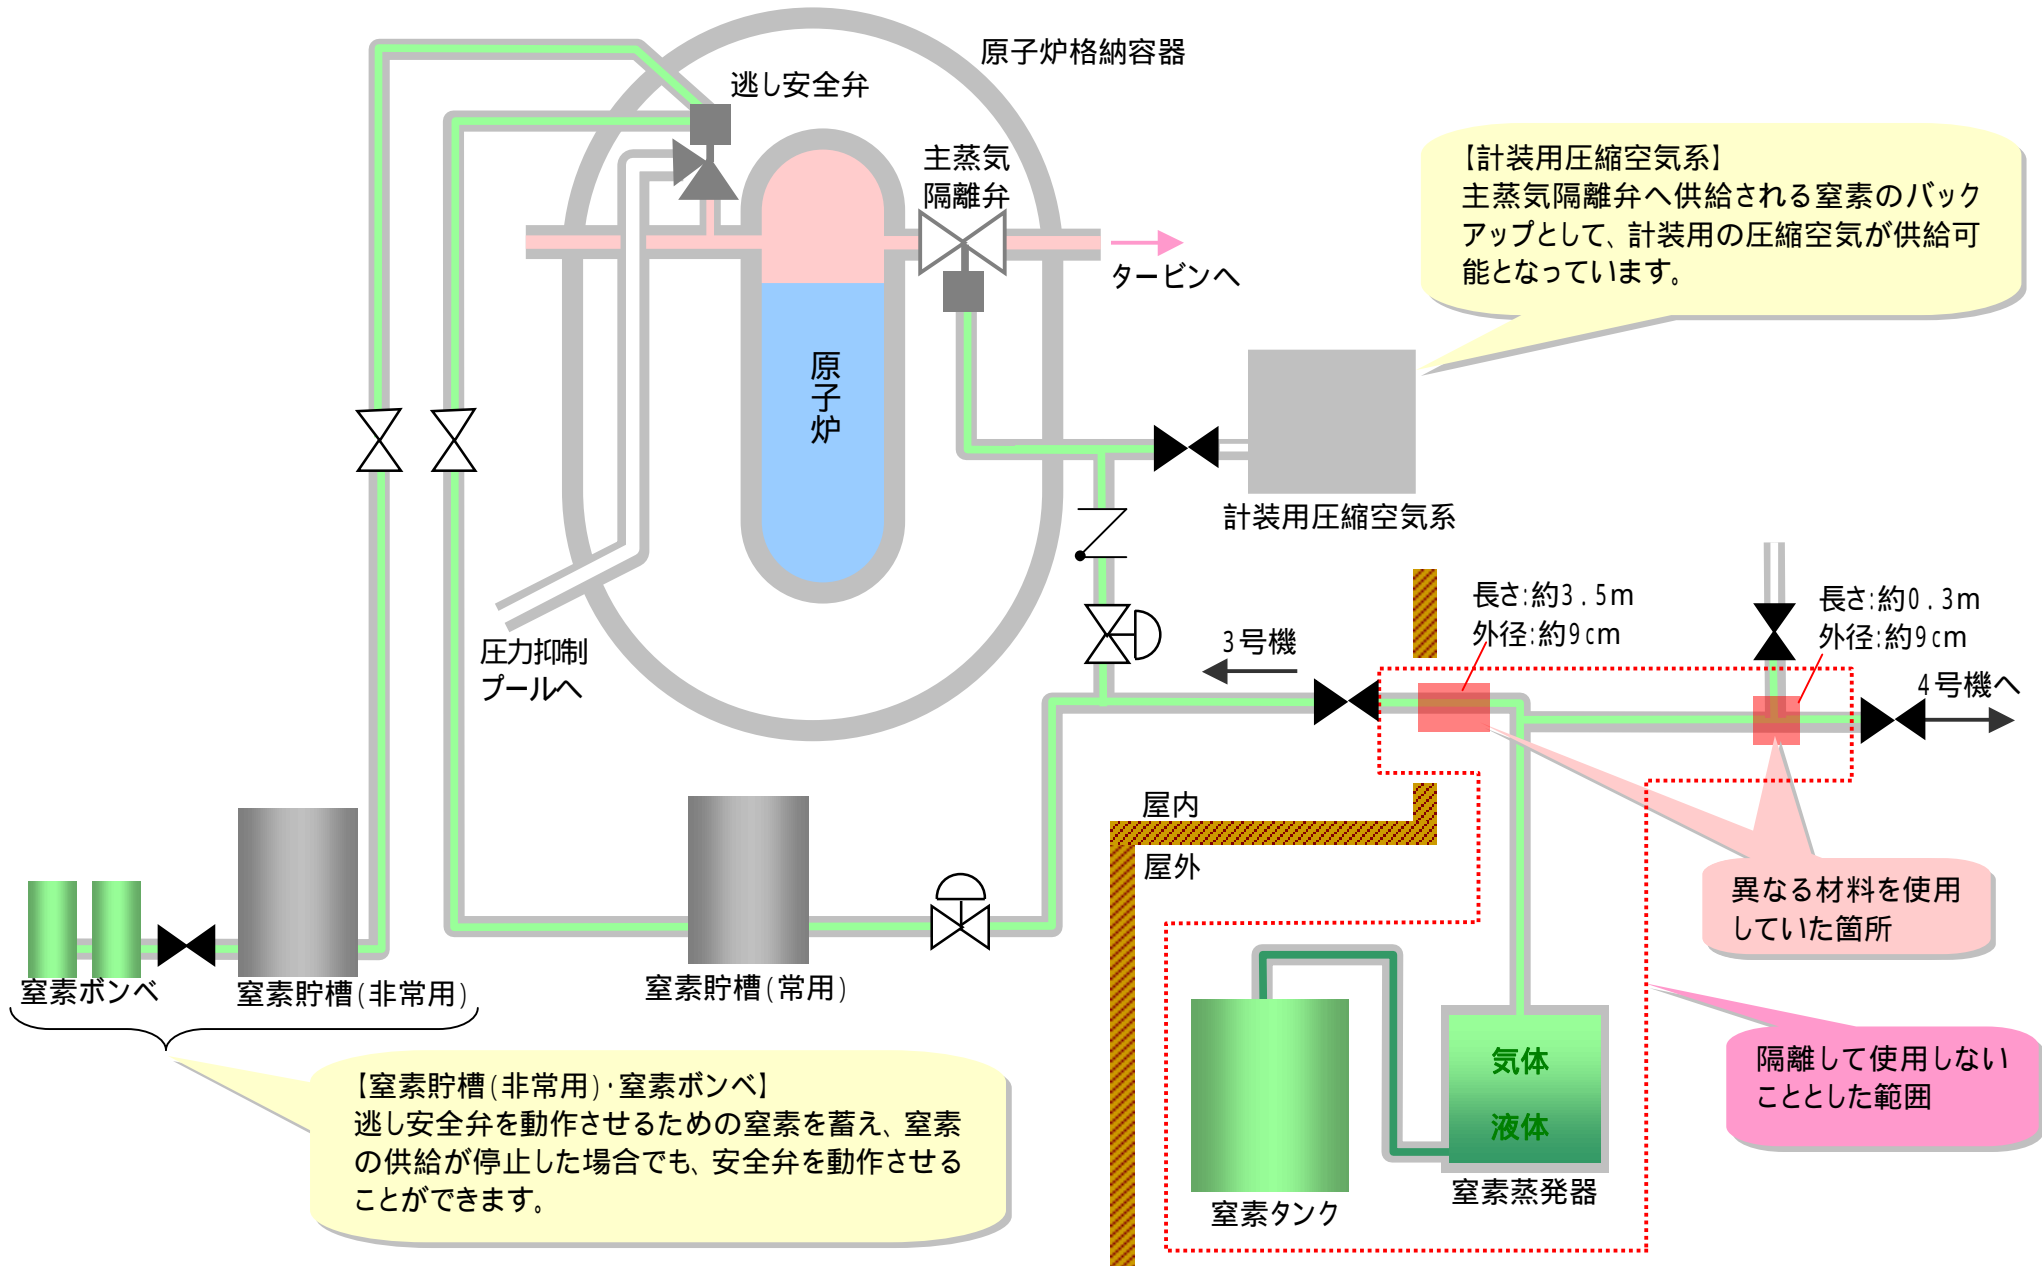 原子炉格納容器
逃し安全弁
主蒸気
隔離弁
タービンへ
原子炉
【計装用圧縮空気系】
主蒸気隔離弁へ供給される窒素のバック
アップとして、計装用の圧縮空気が供給可
能となっています。
計装用圧縮空気系
圧力抑制
プールへ
3号機
長さ:約3.5m
外径:約9cm
長さ:約0.3m
外径:約9cm
4号機へ
屋内
屋外
異なる材料を使用
していた箇所
窒素ボンベ
窒素貯槽(非常用)
窒素貯槽(常用)
気体
液体
窒素タンク
窒素蒸発器
隔離して使用しない
こととした範囲
【窒素貯槽(非常用)・窒素ボンベ】
逃し安全弁を動作させるための窒素を蓄え、窒素
の供給が停止した場合でも、安全弁を動作させる
ことができます。